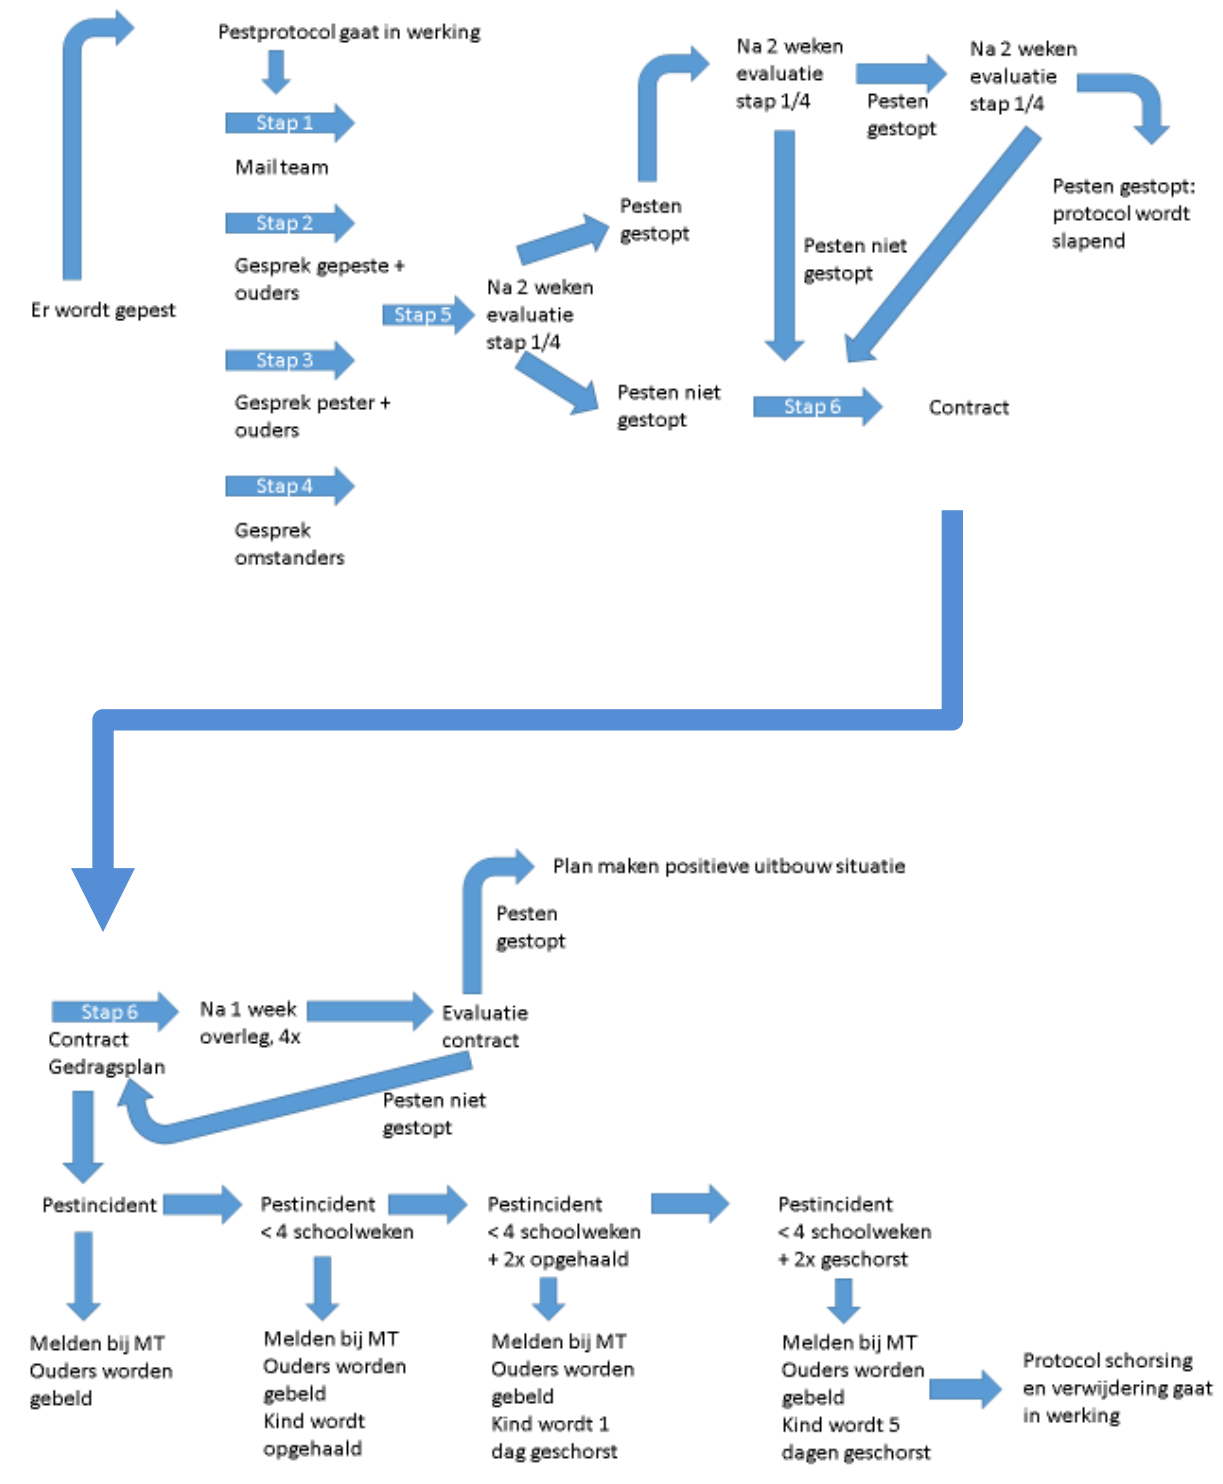 Pestprotocol gaat in werking
Stap 1
Mail team
Stap 2
Gesprek gepeste +
ouders
Er wordt gepest
Stap 3
Gesprek pester +
ouders
Stap 4
Gesprek
omstanders
Stap 5
Na 2 weken
evaluatie
stap 1/4
Pesten
gestopt
Pesten niet
gestopt
Na 2 weken
evaluatie
stap 1/4
Pesten
gestopt
Na 2 weken
evaluatie
stap 1/4
Pesten gestopt:
protocol wordt
slapend
Pesten niet
gestopt
Stap 6
Contract
Plan maken positieve uitbouw situatie
Pesten
gestopt
Stap 6
Contract
Gedragsplan
Na 1 week
overleg, 4x
Evaluatie
contract
Pesten niet
gestopt
Pestincident
Pestincident
< 4 schoolweken
Pestincident
< 4 schoolweken
+ 2x opgehaald
Pestincident
< 4 schoolweken
+ 2x geschorst
Melden bij MT
Ouders worden
gebeld
Melden bij MT
Ouders worden
gebeld
Kind wordt
opgehaald
Melden bij MT
Ouders worden
gebeld
Kind wordt 1
dag geschorst
Melden bij MT
Ouders worden
gebeld
Kind wordt 5
dagen geschorst
Protocol schorsing
en verwijdering gaat
in werking